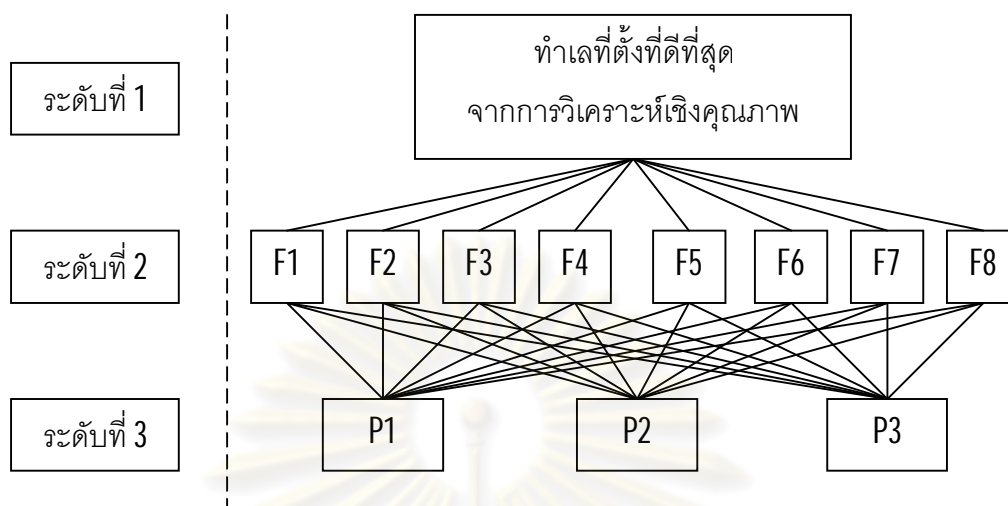 ระดับที่ 1
ทำเลที่ตั้งที่ดีที่สุด
จากการวิเคราะห์เชิงคุณภาพ
ระดับที่ 2
F1 F2 F3 F4 F5 F6 F7 F8
ระดับที่ 3
P1 P2 P3